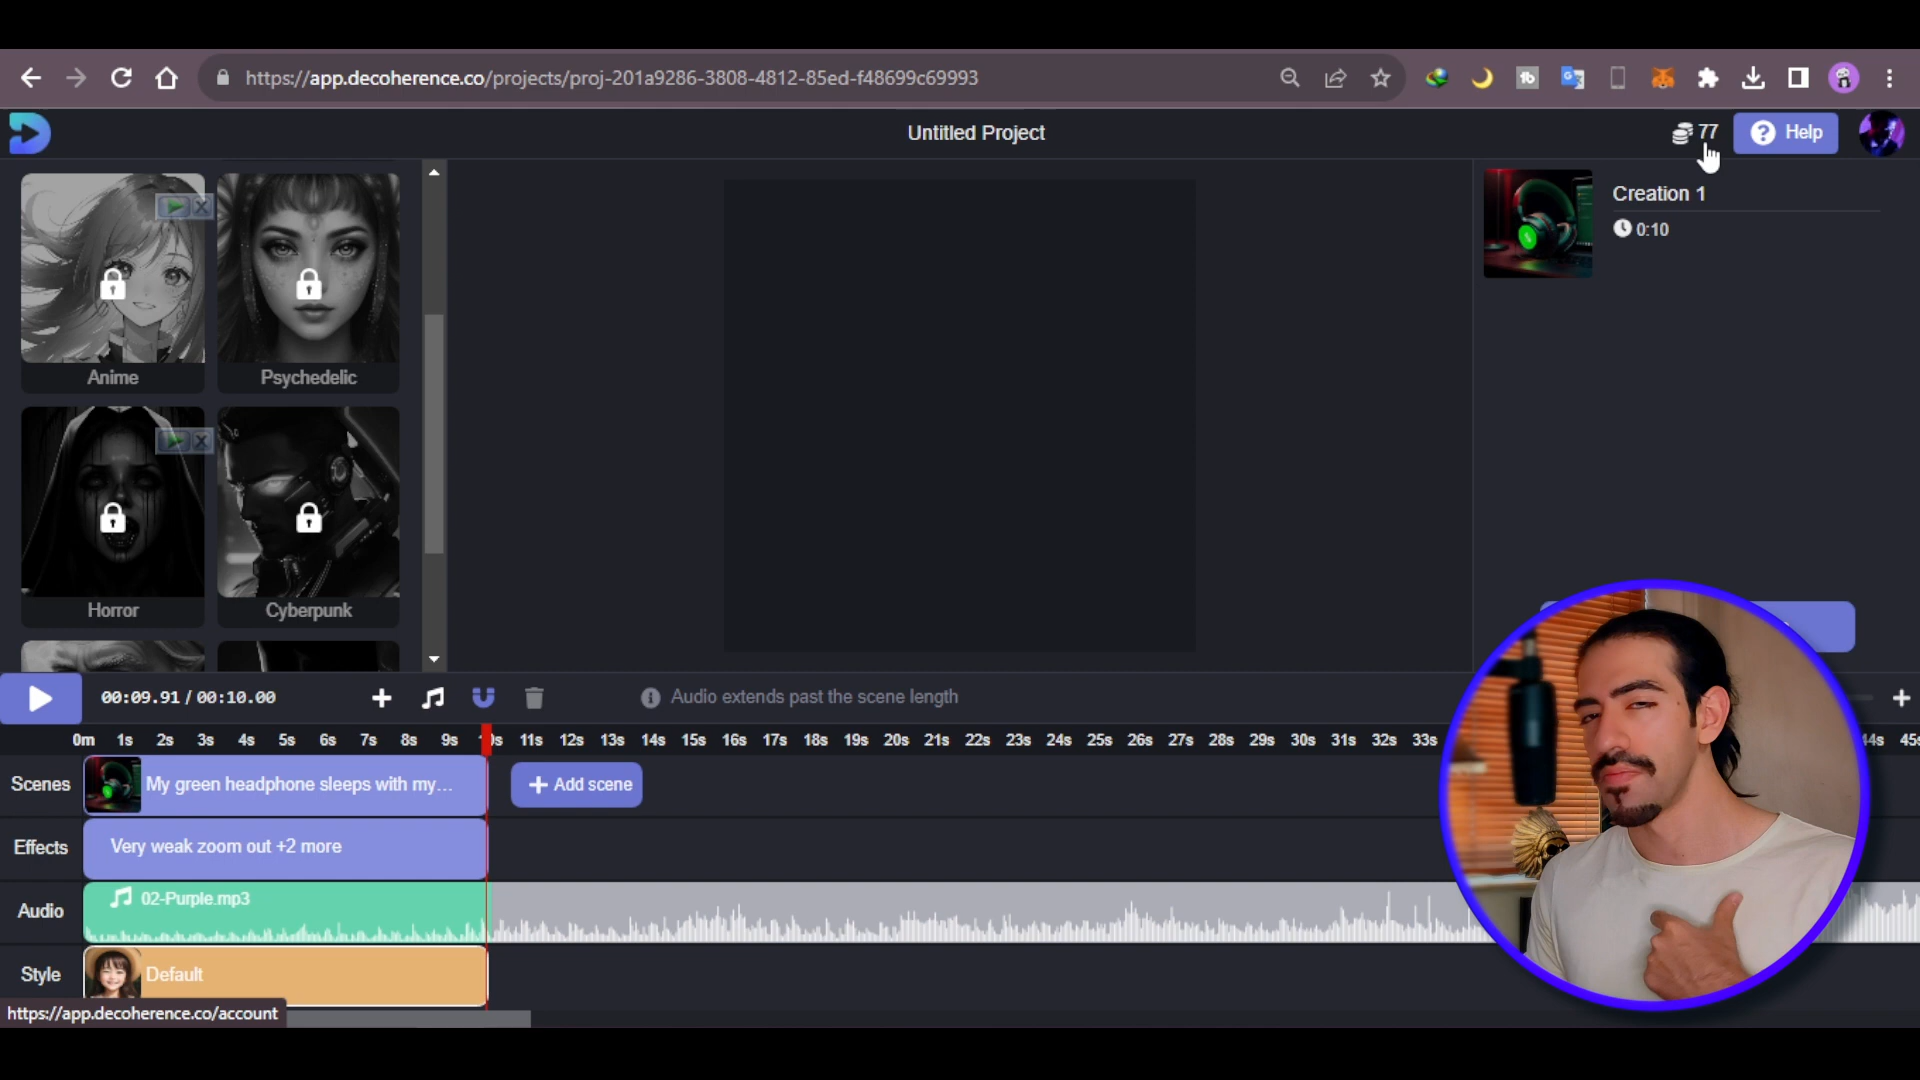 https://app.decoherence.co/projects/proj-201a9286-3808-4812-85ed-f48699c69993
Untitled Project
77
Help
Creation 1
0:10
Anime
Psychedelic
Horror
Cyberpunk
00:09.91 / 00:10.00
Audio extends past the scene length
0m 1s 2s 3s 4s 5s 6s 7s 8s 9s 11s 12s 13s 14s 15s 16s 17s 18s 19s 20s 21s 22s 23s 24s 25s 26s 27s 28s 29s 30s 31s 32s 33s 44s
Scenes
My green headphone sleeps with my...
Add scene
Effects
Very weak zoom out +2 more
Audio
02-Purple.mp3
Style
Default
https://app.decoherence.co/account